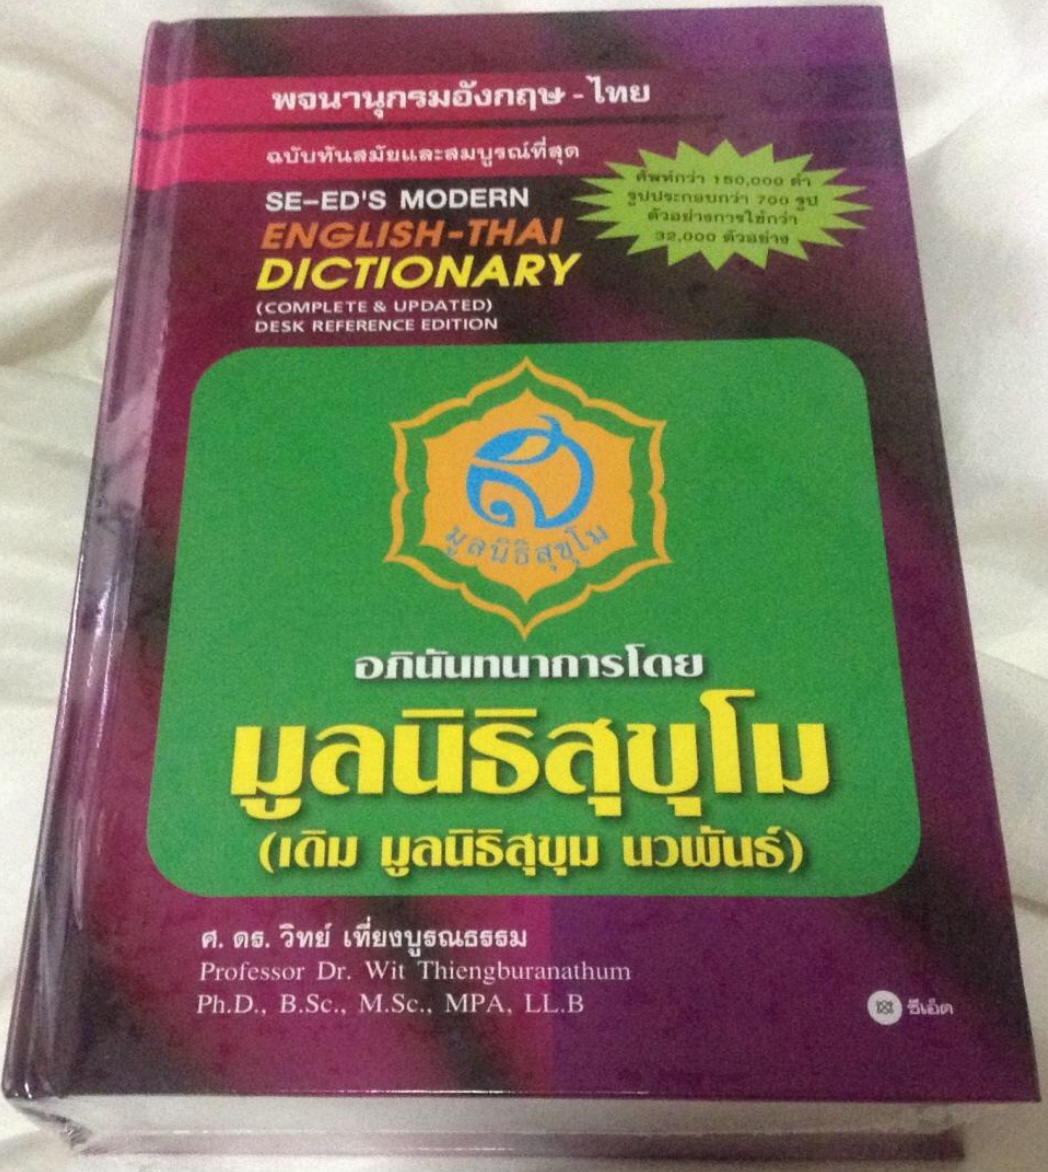 พจนานุกรมอังกฤษ - ไทย
ฉบับทันสมัยและสมบูรณ์ที่สุด
SE-ED'S MODERN
ENGLISH-THAI
DICTIONARY
(COMPLETE & UPDATED)
DESK REFERENCE EDITION
ศัพท์กว่า 150,000 คำ
รูปประกอบกว่า 700 รูป
ตัวอย่างการใช้กว่า
32,000 ตัวอย่าง
มูลนิธิสุขุโม
อภินันทนาการโดย
มูลนิธิสุขุโม
(เดิม มูลนิธิสุขุม นวพันธ์)
ศ. ดร. วิทย์ เที่ยงบูรณธรรม
Professor Dr. Wit Thiengburanathum
Ph.D., B.Sc., M.Sc., MPA, LL.B
ซีเอ็ด